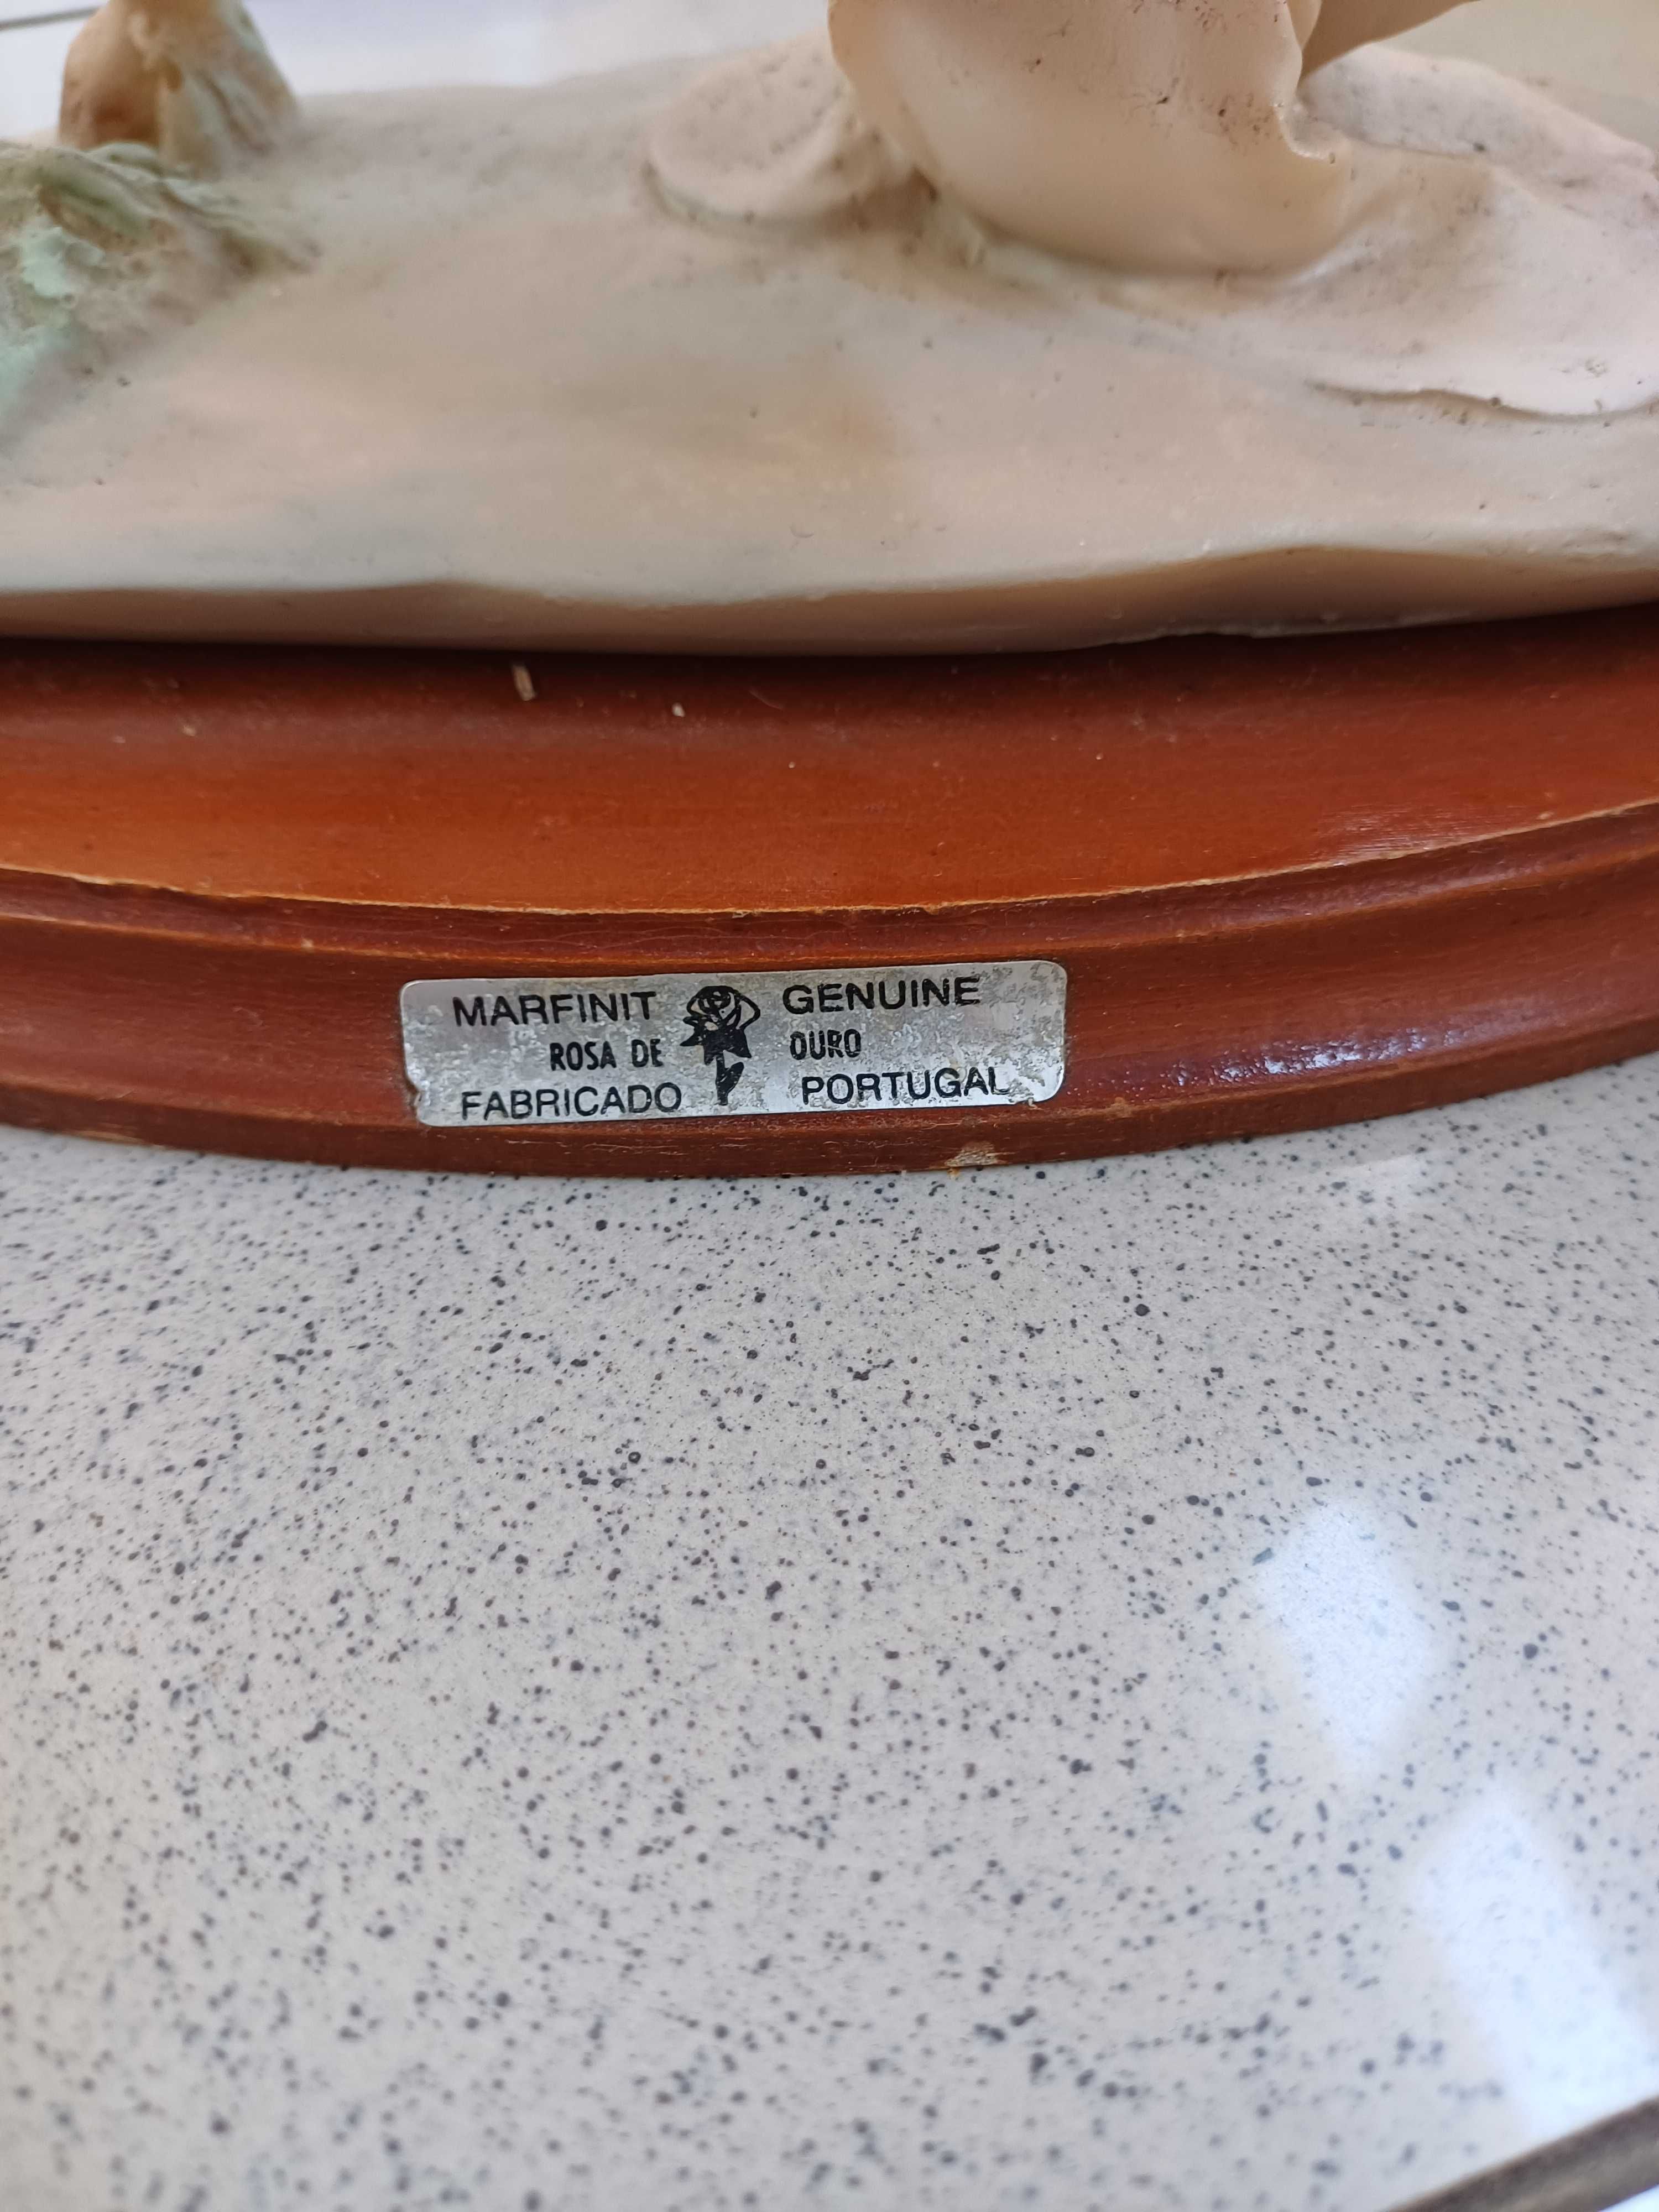 MARFINIT GENUINE
ROSA DE OURO
FABRICADO PORTUGAL